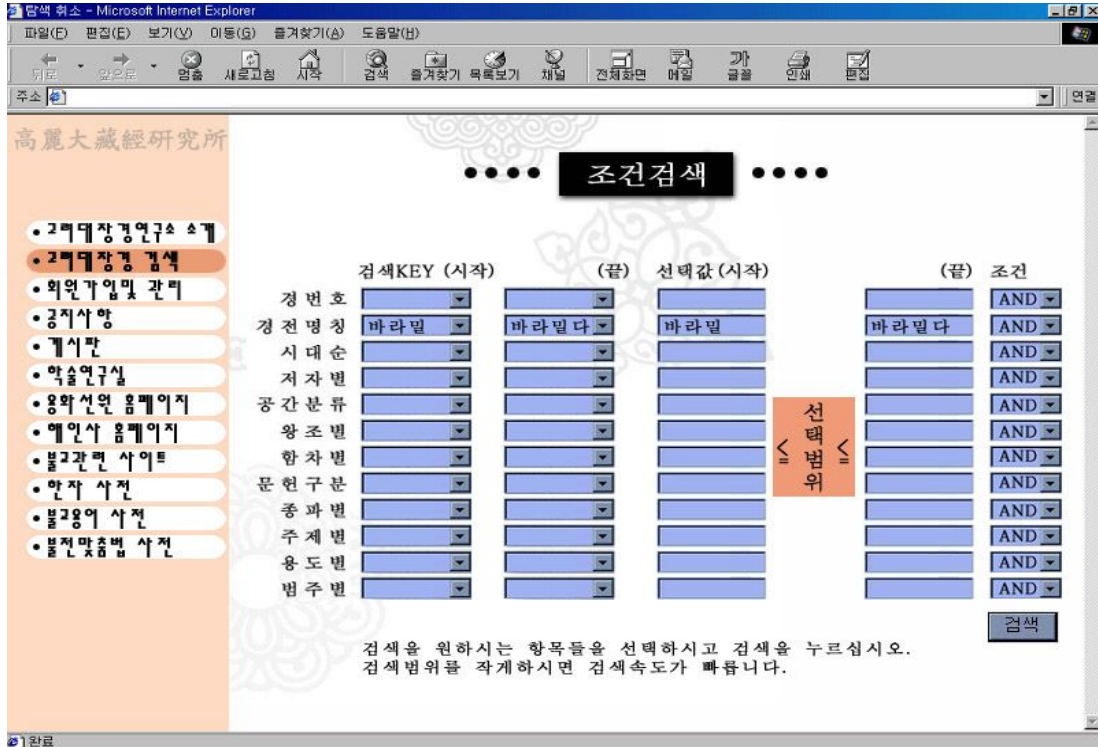 탐색 취소 - Microsoft Internet Explorer
파일(F) 편집(E) 보기(V) 이동(G) 즐겨찾기(A) 도움말(H)
뒤로 앞으로 멈춤 새로고침 시작 검색 즐겨찾기 목록보기 채널 전체화면 메일 글꼴 인쇄 편집
주소 연결
高麗大藏經硏究所
조건검색
• 고려대장경연구소 소개
• 고려대장경 검색
• 회원가입및 관리
• 공지사항
• 게시판
• 학술연구실
• 용화선원 홈페이지
• 해인사 홈페이지
• 불교관련 사이트
• 한자 사전
• 불교용어 사전
• 불전맞춤법 사전
검색KEY (시작) (끝) 선택값(시작) (끝) 조건
경번호 AND
경전명칭 바라밀 바라밀다 바라밀 바라밀다 AND
시대순 AND
저자별 AND
공간분류 AND
왕조별 AND
함차별 AND
문헌구분 AND
종파별 AND
주제별 AND
용도별 AND
범주별 AND
<= 선택범위 <=
검색
검색을 원하시는 항목들을 선택하시고 검색을 누르십시오.
검색범위를 작게하시면 검색속도가 빠릅니다.
완료